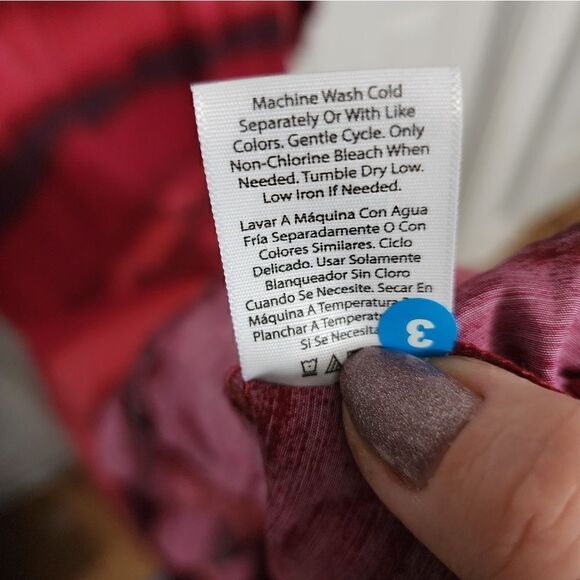 Machine Wash Cold
Separately Or With Like
Colors. Gentle Cycle. Only
Non-Chlorine Bleach When
Needed. Tumble Dry Low.
Low Iron If Needed.
Lavar A Máquina Con Agua
Fría Separadamente O Con
Colores Similares. Ciclo
Delicado. Usar Solamente
Blanqueador Sin Cloro
Cuando Se Necesite. Secar En
Máquina A Temperatura
Planchar A
Si Se
3